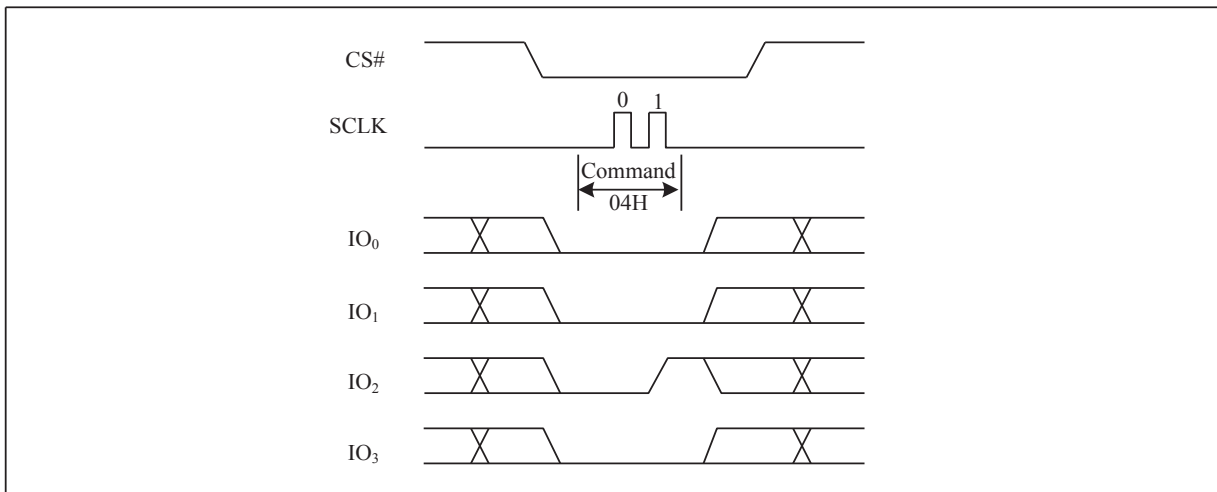 CS#
0 1
SCLK
Command
04H
IO₀
IO₁
IO₂
IO₃